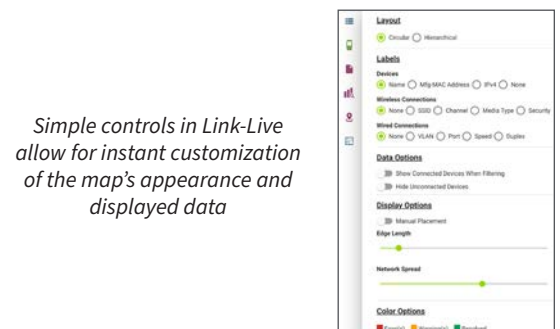 Simple controls in Link-Live
allow for instant customization
of the map's appearance and
displayed data
Layout
Circular Hierarchical
Labels
Devices
Name Mfg-MAC Address IPv4 None
Wireless Connections
None SSID Channel Media Type Security
Wired Connections
None VLAN Port Speed Duplex
Data Options
Show Connected Devices When Filtering
Hide Unconnected Devices
Display Options
Manual Placement
Edge Length
Network Spread
Color Options